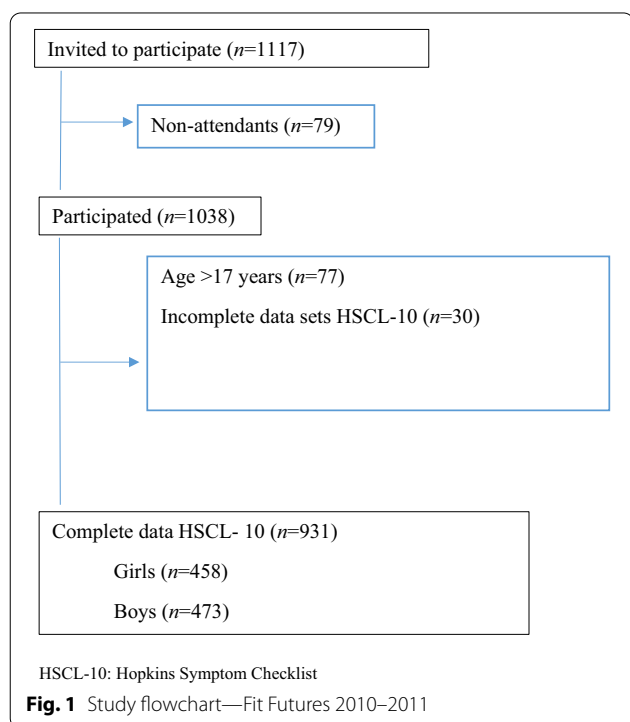 Invited to participate (n=1117)
Non-attendants (n=79)
Participated (n=1038)
Age >17 years (n=77)
Incomplete data sets HSCL-10 (n=30)
Complete data HSCL- 10 (n=931)
Girls (n=458)
Boys (n=473)
HSCL-10: Hopkins Symptom Checklist
Fig. 1 Study flowchart—Fit Futures 2010–2011